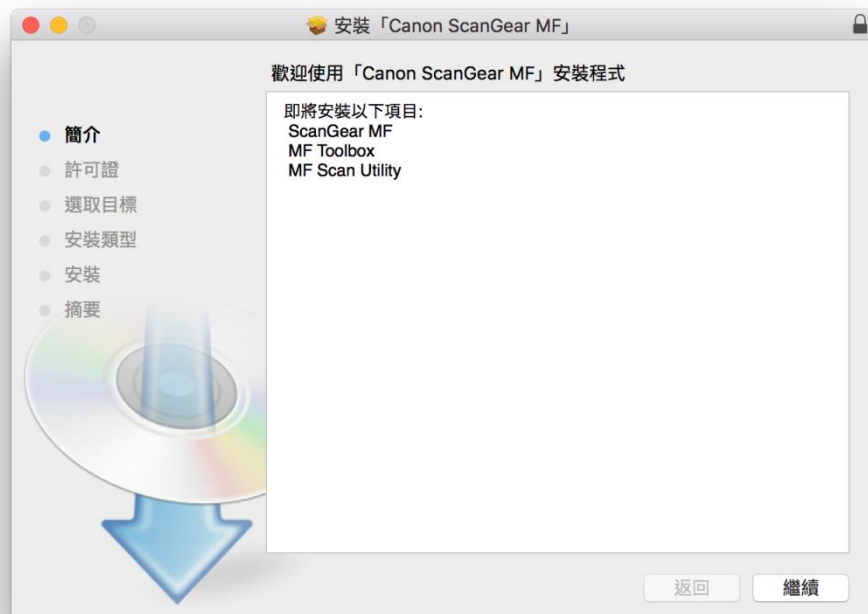 安裝「Canon ScanGear MF」
歡迎使用「Canon ScanGear MF」安裝程式
簡介
許可證
選取目標
安裝類型
安裝
摘要
即將安裝以下項目:
ScanGear MF
MF Toolbox
MF Scan Utility
返回
繼續